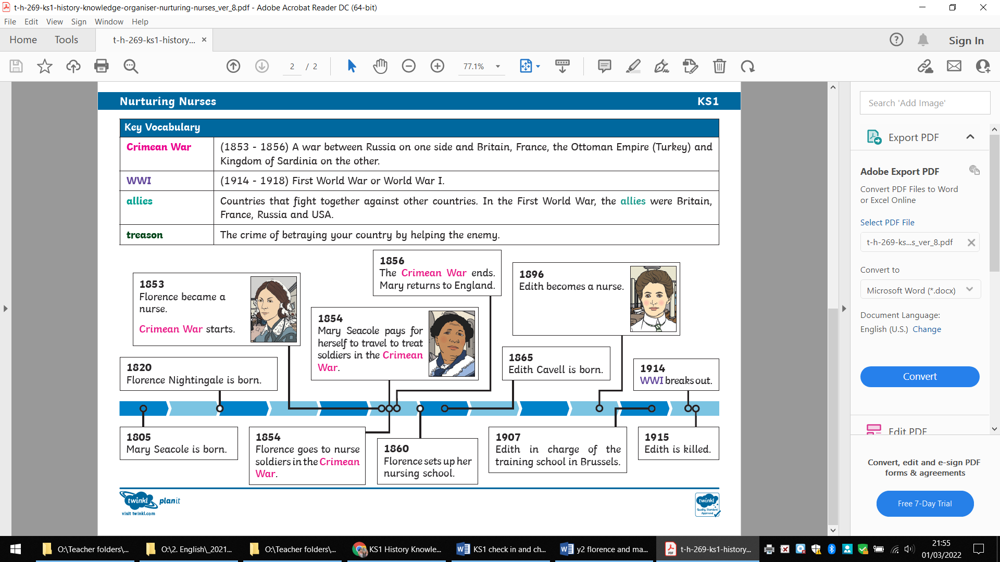 t-h-269-ks1-history-knowledge-organiser-nurturing-nurses_ver_8.pdf - Adobe Acrobat Reader DC (64-bit)
File Edit View Sign Window Help
Home Tools t-h-269-ks1-history... × Sign In
2 / 2 77.1%
Nurturing Nurses KS1
Key Vocabulary
Crimean War (1853 - 1856) A war between Russia on one side and Britain, France, the Ottoman Empire (Turkey) and
Kingdom of Sardinia on the other.
WWI (1914 - 1918) First World War or World War I.
allies Countries that fight together against other countries. In the First World War, the allies were Britain,
France, Russia and USA.
treason The crime of betraying your country by helping the enemy.
1853
Florence became a
nurse.
Crimean War starts.
1856
The Crimean War ends.
Mary returns to England.
1896
Edith becomes a nurse.
1854
Mary Seacole pays for
herself to travel to treat
soldiers in the Crimean
War.
1820
Florence Nightingale is born.
1865
Edith Cavell is born.
1914
WWI breaks out.
1805
Mary Seacole is born.
1854
Florence goes to nurse
soldiers in the Crimean
War.
1860
Florence sets up her
nursing school.
1907
Edith in charge of the
training school in Brussels.
1915
Edith is killed.
twinkl planit
visit twinkl.com
twinkl
Quality Standard
Approved
Search 'Add Image'
Export PDF
Adobe Export PDF
Convert PDF Files to Word
or Excel Online
Select PDF File
t-h-269-ks...s_ver_8.pdf
Convert to
Microsoft Word (*.docx)
Document Language:
English (U.S.) Change
Convert
Edit PDF
Convert, edit and e-sign PDF
forms & agreements
Free 7-Day Trial
O:\Teacher folders\... O:\2. English\_2021... O:\Teacher folders\... KS1 History Knowle... KS1 check in and ch... y2 florence and ma... t-h-269-ks1-history...
21:55
01/03/2022